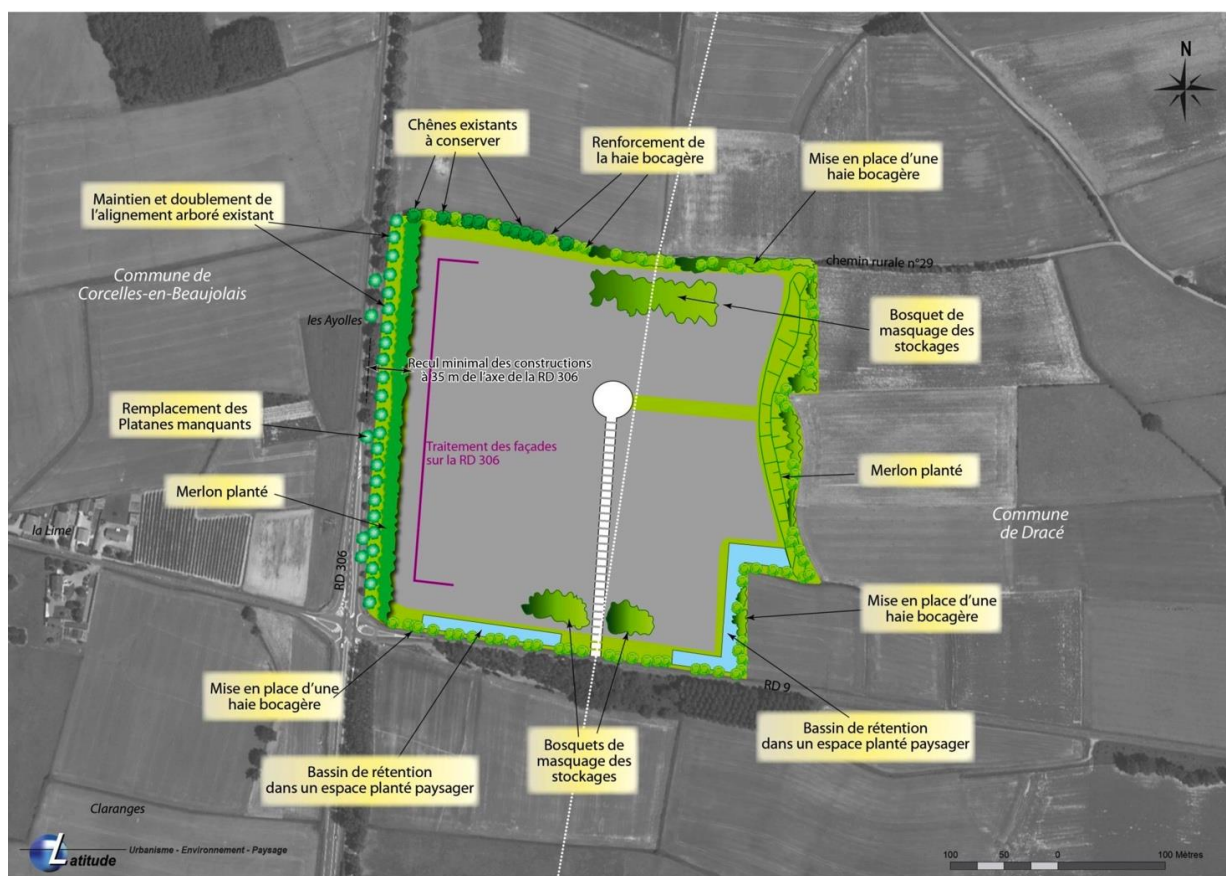 N
Chênes existants
à conserver
Renforcement de
la haie bocagère
Mise en place d'une
haie bocagère
Maintien et doublement de
l'alignement arboré existant
Commune de
Corcelles-en-Beaujolais
chemin rurale n°29
les Ayolles
Bosquet de
masquage des
stockages
Recul minimal des constructions
à 35 m de l'axe de la RD 306
Remplacement des
Platanes manquants
Traitement des façades
sur la RD 306
Merlon planté
Merlon planté
la Lime
Commune
de Dracé
RD 306
Mise en place d'une
haie bocagère
Mise en place d'une
haie bocagère
RD 9
Bassin de rétention
dans un espace planté paysager
Bosquets de
masquage des
stockages
Bassin de rétention
dans un espace planté paysager
Claranges
Latitude
Urbanisme - Environnement - Paysage
100 50 0 100 Mètres